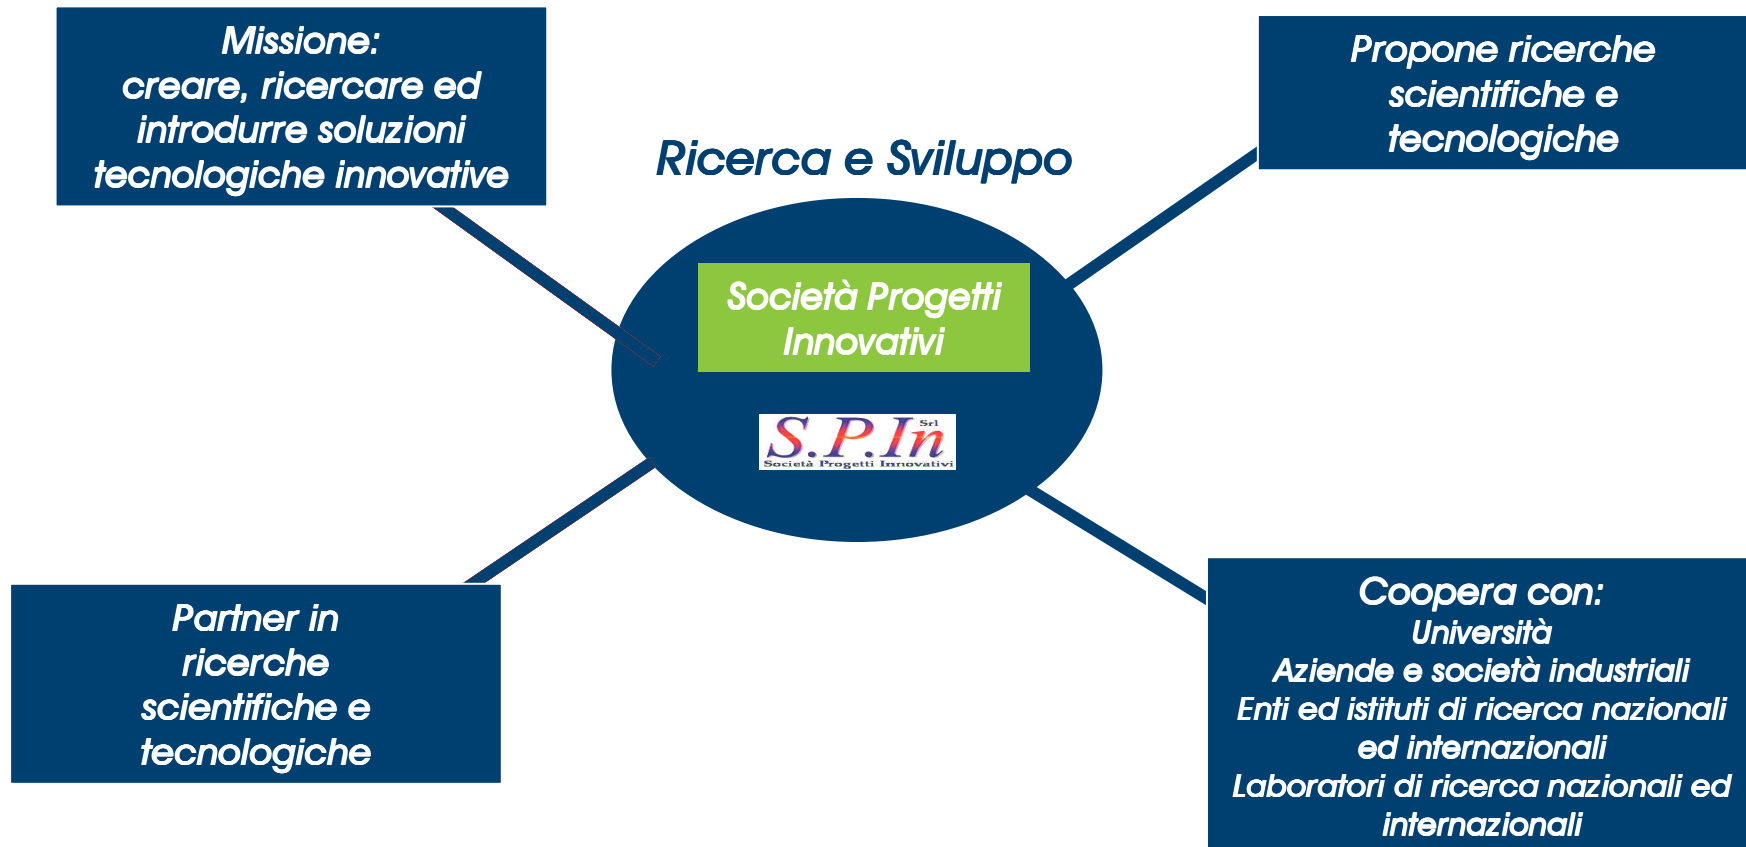 Missione:
creare, ricercare ed
introdurre soluzioni
tecnologiche innovative
Propone ricerche
scientifiche e
tecnologiche
Ricerca e Sviluppo
Società Progetti
Innovativi
S.P.In Srl
Società Progetti Innovativi
Partner in
ricerche
scientifiche e
tecnologiche
Coopera con:
Università
Aziende e società industriali
Enti ed istituti di ricerca nazionali
ed internazionali
Laboratori di ricerca nazionali ed
internazionali